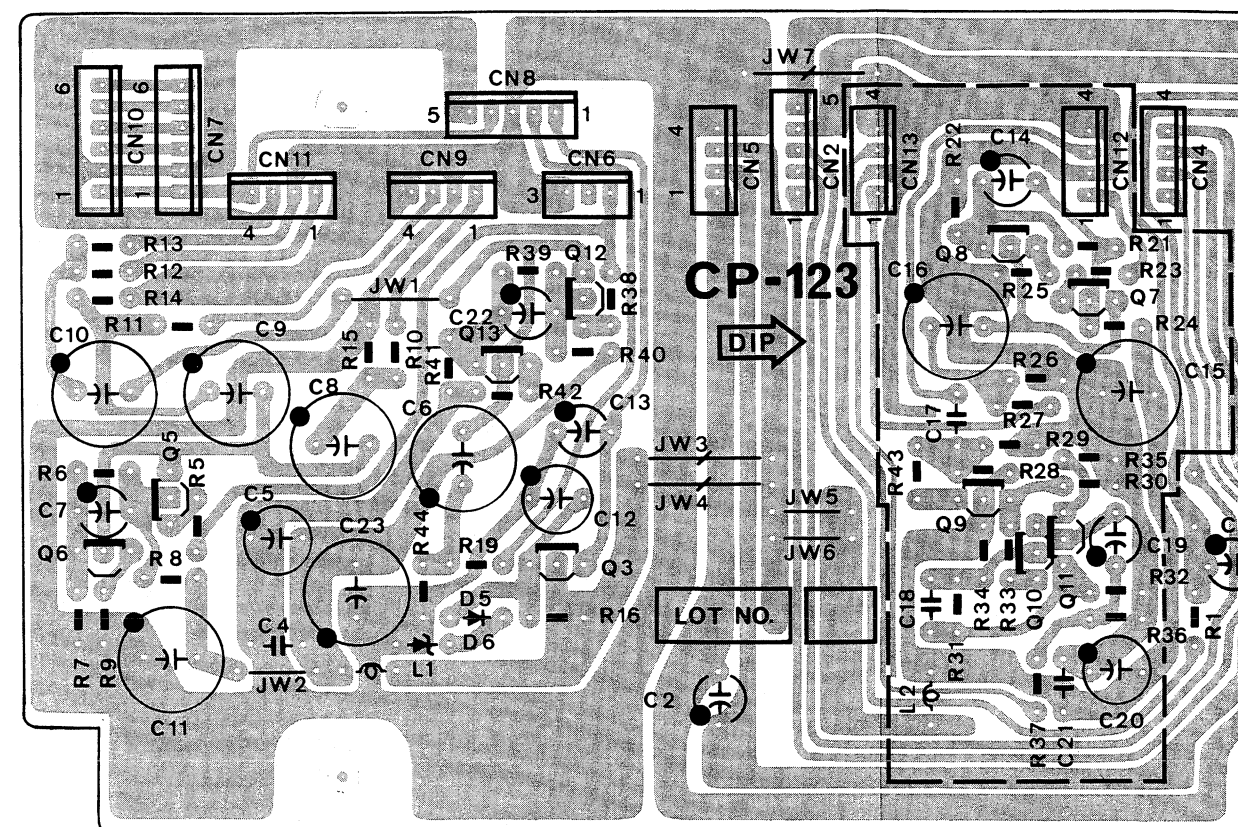 JW7
CN8
6 6
5 1
5 4
4 4
4
CN10
CN7
CN11
CN9
CN6
CN5
CN2
CN13
R22
C14
CN12
CN4
1 1
3 1
1
1 1
1 1
4 1
4 1
R13
R39
Q12
Q8
R21
R12
C16
R23
CP-123
R14
JW1
R38
R25
Q7
C22
R11
C9
Q13
R24
C10
R15
R10
R41
R40
DIP
R26
C15
C8
C6
R42
C13
C17
R27
Q5
JW3
R29
R6
R5
R43
R35
R28
R30
C5
JW4
JW5
C7
C23
R44
C12
Q9
Q6
R8
R19
Q3
JW6
C19
R32
D5
LOT NO.
C18
R34
R33
Q10
Q11
R1
R16
C4
D6
R36
R7
R9
L1
R31
JW2
C2
L2
C11
C20
R37
C21